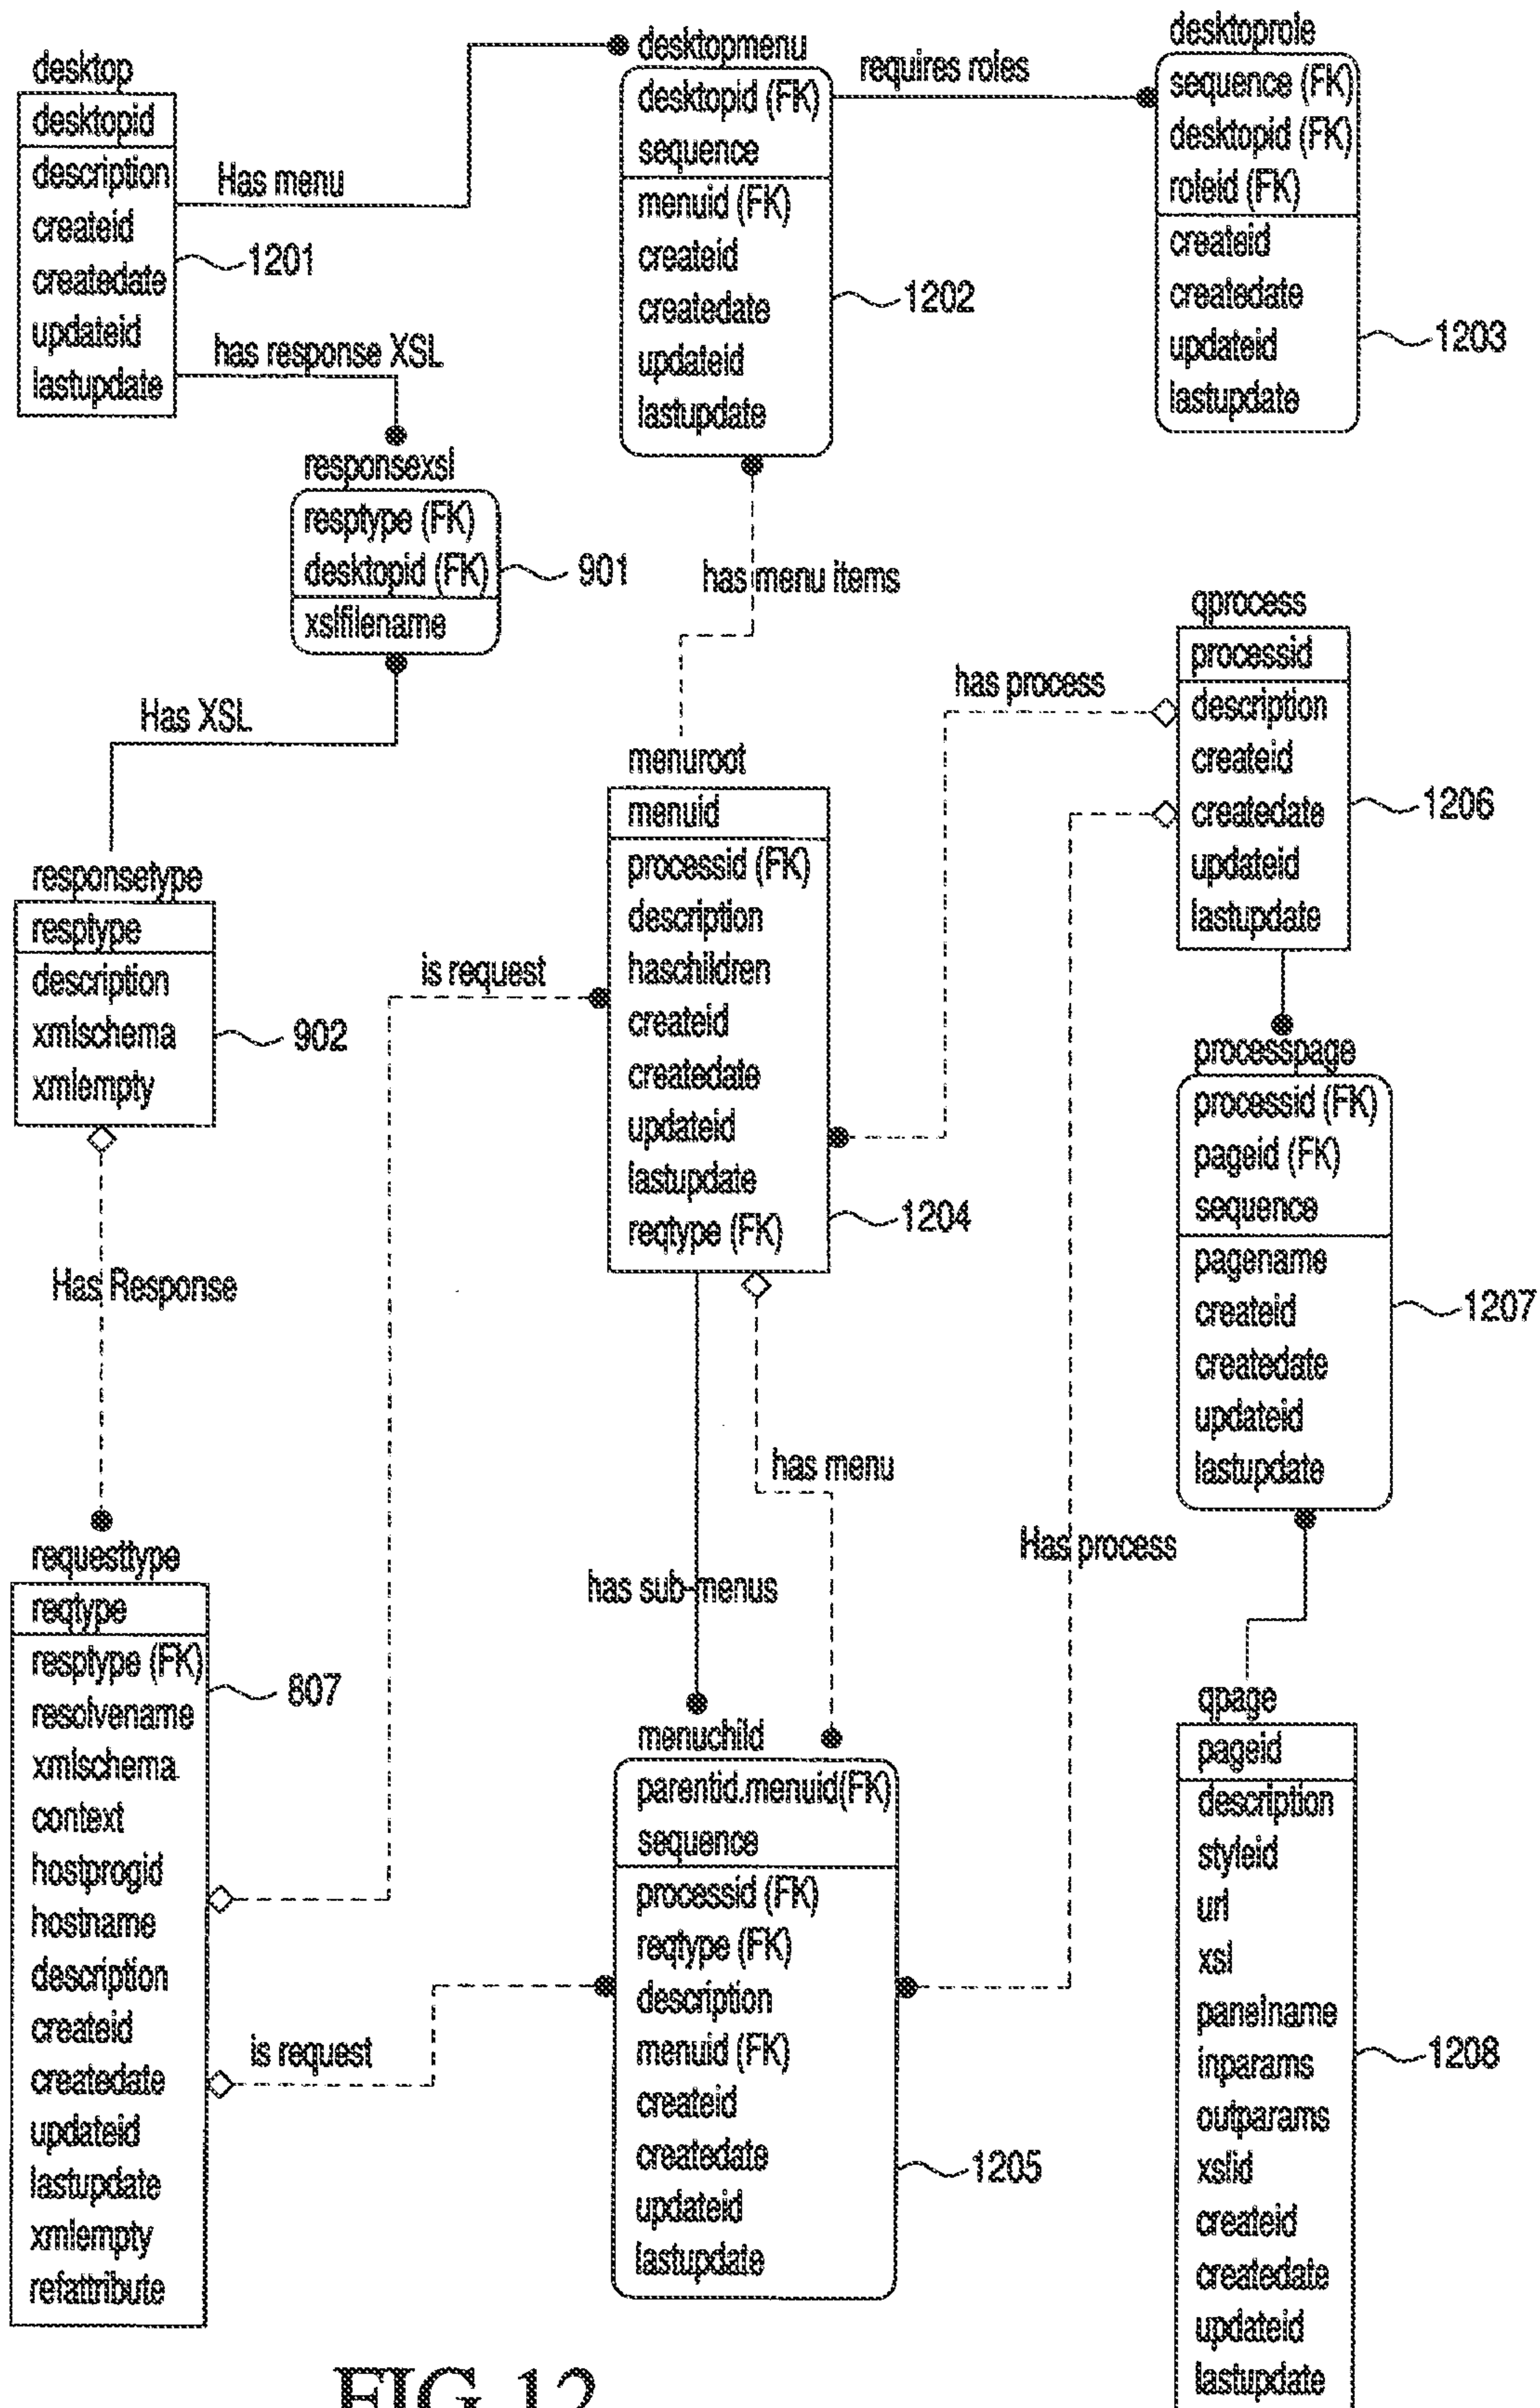 desktop
desktopid
description
createid
createdate
updateid
lastupdate
1201
Has menu
has response XSL
desktopmenu
desktopid (FK)
sequence
menuid (FK)
createid
createdate
updateid
lastupdate
1202
requires roles
desktoprole
sequence (FK)
desktopid (FK)
roleid (FK)
createid
createdate
updateid
lastupdate
1203
responsexsl
resptype (FK)
desktopid (FK)
xslfilename
901
has menu items
Has XSL
responsetype
resptype
description
xmlschema
xmlempty
902
is request
menuroot
menuid
processid (FK)
description
haschildren
createid
createdate
updateid
lastupdate
reqtype (FK)
1204
has process
qprocess
processid
description
createid
createdate
updateid
lastupdate
1206
processpage
processid (FK)
pageid (FK)
sequence
pagename
createid
createdate
updateid
lastupdate
1207
Has Response
has menu
has sub-menus
Has process
requesttype
reqtype
resptype (FK)
resolvename
xmlschema
context
hostprogid
hostname
description
createid
createdate
updateid
lastupdate
xmlempty
refattribute
807
is request
menuchild
parentid.menuid(FK)
sequence
processid (FK)
reqtype (FK)
description
menuid (FK)
createid
createdate
updateid
lastupdate
1205
qpage
pageid
description
styleid
url
xsl
panelname
inparams
outparams
xslid
createid
createdate
updateid
lastupdate
1208
FIG. 12